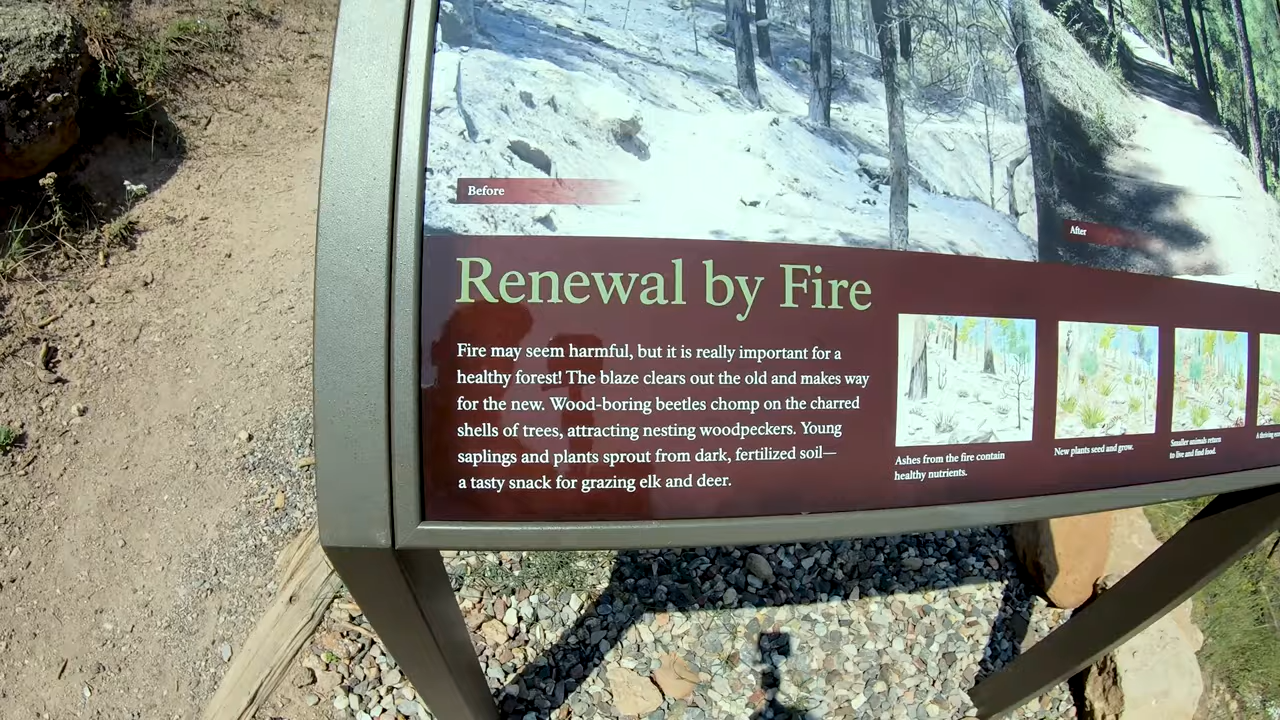 Before
After
Renewal by Fire
Fire may seem harmful, but it is really important for a
healthy forest! The blaze clears out the old and makes way
for the new. Wood-boring beetles chomp on the charred
shells of trees, attracting nesting woodpeckers. Young
saplings and plants sprout from dark, fertilized soil—
a tasty snack for grazing elk and deer.
Ashes from the fire contain
healthy nutrients.
New plants seed and grow.
Smaller animals return
to live and find food.
A thriving